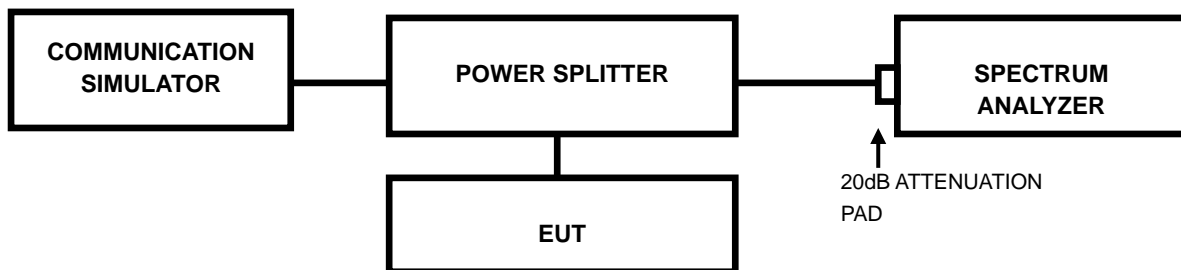 COMMUNICATION
SIMULATOR
POWER SPLITTER
SPECTRUM
ANALYZER
20dB ATTENUATION
PAD
EUT